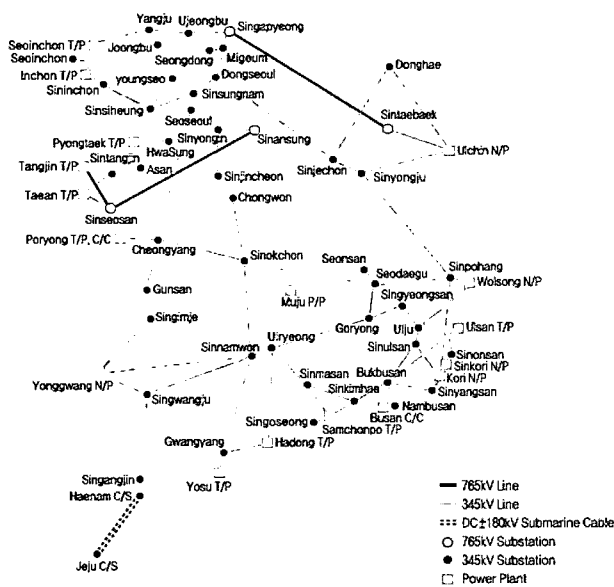 Yangju
Ujeongbu
Singapyeong
Seoinchon T/P
Joongbu
Seongdong
Migeum
Seoinchon
Donghae
Inchon T/P
youngseo
Dongseoul
Sininchon
Sinsungnam
Sinsiheung
Seoseoul
Sintaebaek
Pyongtaek T/P
Sinyongin
Sinansung
Ulchin N/P
HwaSung
Sintangjin
Tangjin T/P
Asan
Sinjincheon
Sinjechon
Sinyongju
Taean T/P
Chongwon
Sinseosan
Poryong T/P, C/C
Cheongyang
Sinokchon
Seonsan
Seodaegu
Sinpohang
Wolsong N/P
Gunsan
Muju P/P
Singyeongsan
Singimje
Goryong
Ulju
Ulsan T/P
Uiryeong
Sinulsan
Sinnamwon
Bukbusan
Sinonsan
Sinkori N/P
Yonggwang N/P
Sinmasan
Sinkimhae
Kori N/P
Sinyangsan
Singwangju
Nambusan
Busan C/C
Singoseong
Samchonpo T/P
Gwangyang
Hadong T/P
Yosu T/P
Singangjin
Haenam C/S
Jeju C/S
765kV Line
345kV Line
DC±180kV Submarine Cable
765kV Substation
345kV Substation
Power Plant